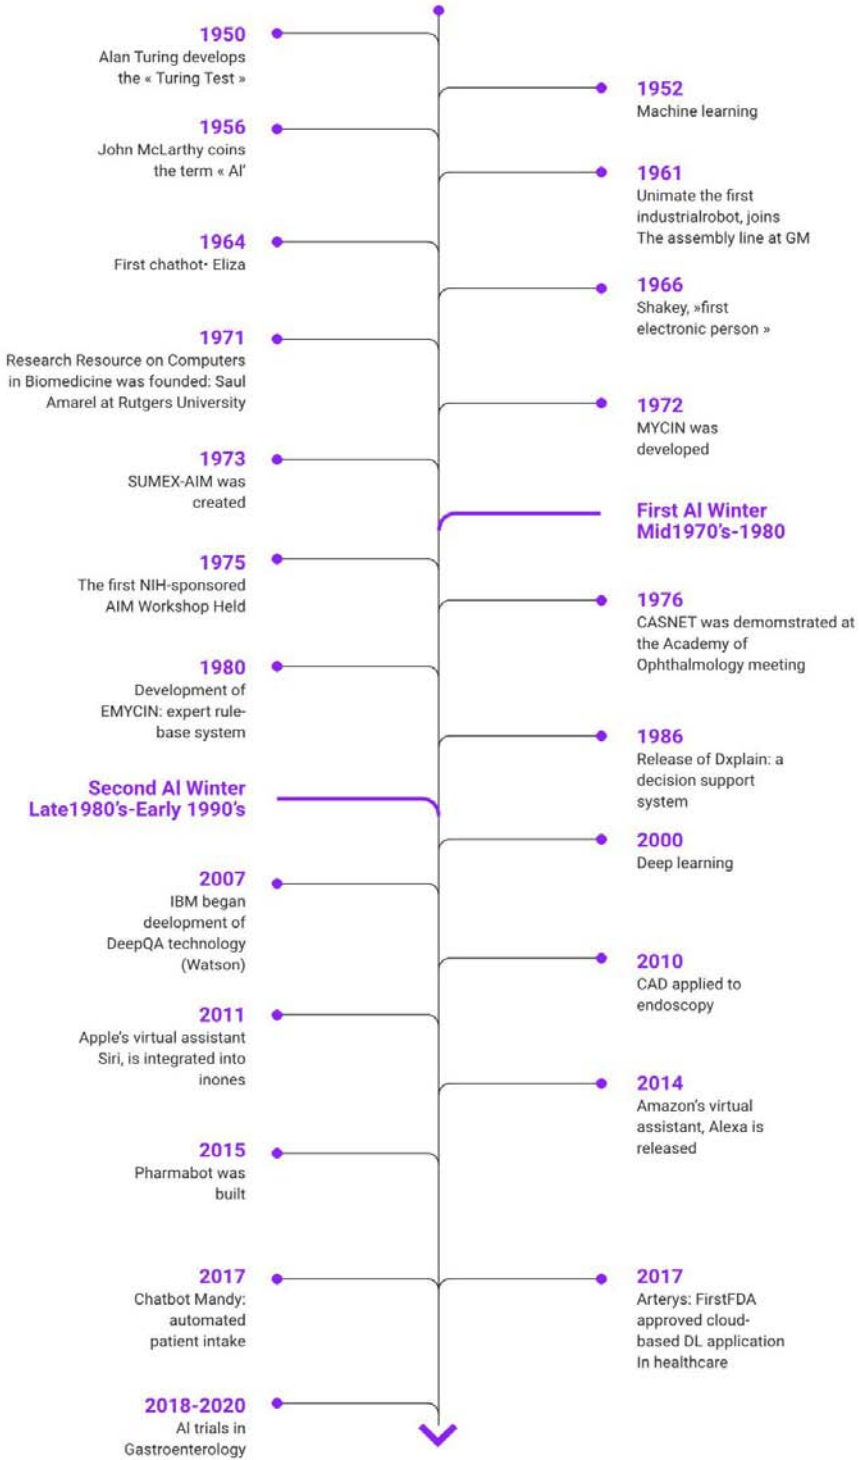 1950
Alan Turing develops
the « Turing Test »
1952
Machine learning
1956
John McLarthy coins
the term « Al’
1961
Unimate the first
industrialrobot, joins
The assembly line at GM
1964
First chathot· Eliza
1966
Shakey, »first
electronic person »
1971
Research Resource on Computers
in Biomedicine was founded: Saul
Amarel at Rutgers University
1972
MYCIN was
developed
1973
SUMEX-AIM was
created
First Al Winter
Mid1970’s-1980
1975
The first NIH-sponsored
AIM Workshop Held
1976
CASNET was demomstrated at
the Academy of
Ophthalmology meeting
1980
Development of
EMYCIN: expert rule-
base system
1986
Release of Dxplain: a
decision support
system
Second Al Winter
Late1980’s-Early 1990’s
2000
Deep learning
2007
IBM began
deelopment of
DeepQA technology
(Watson)
2010
CAD applied to
endoscopy
2011
Apple’s virtual assistant
Siri, is integrated into
inones
2014
Amazon’s virtual
assistant, Alexa is
released
2015
Pharmabot was
built
2017
Chatbot Mandy:
automated
patient intake
2017
Arterys: FirstFDA
approved cloud-
based DL application
In healthcare
2018-2020
Al trials in
Gastroenterology